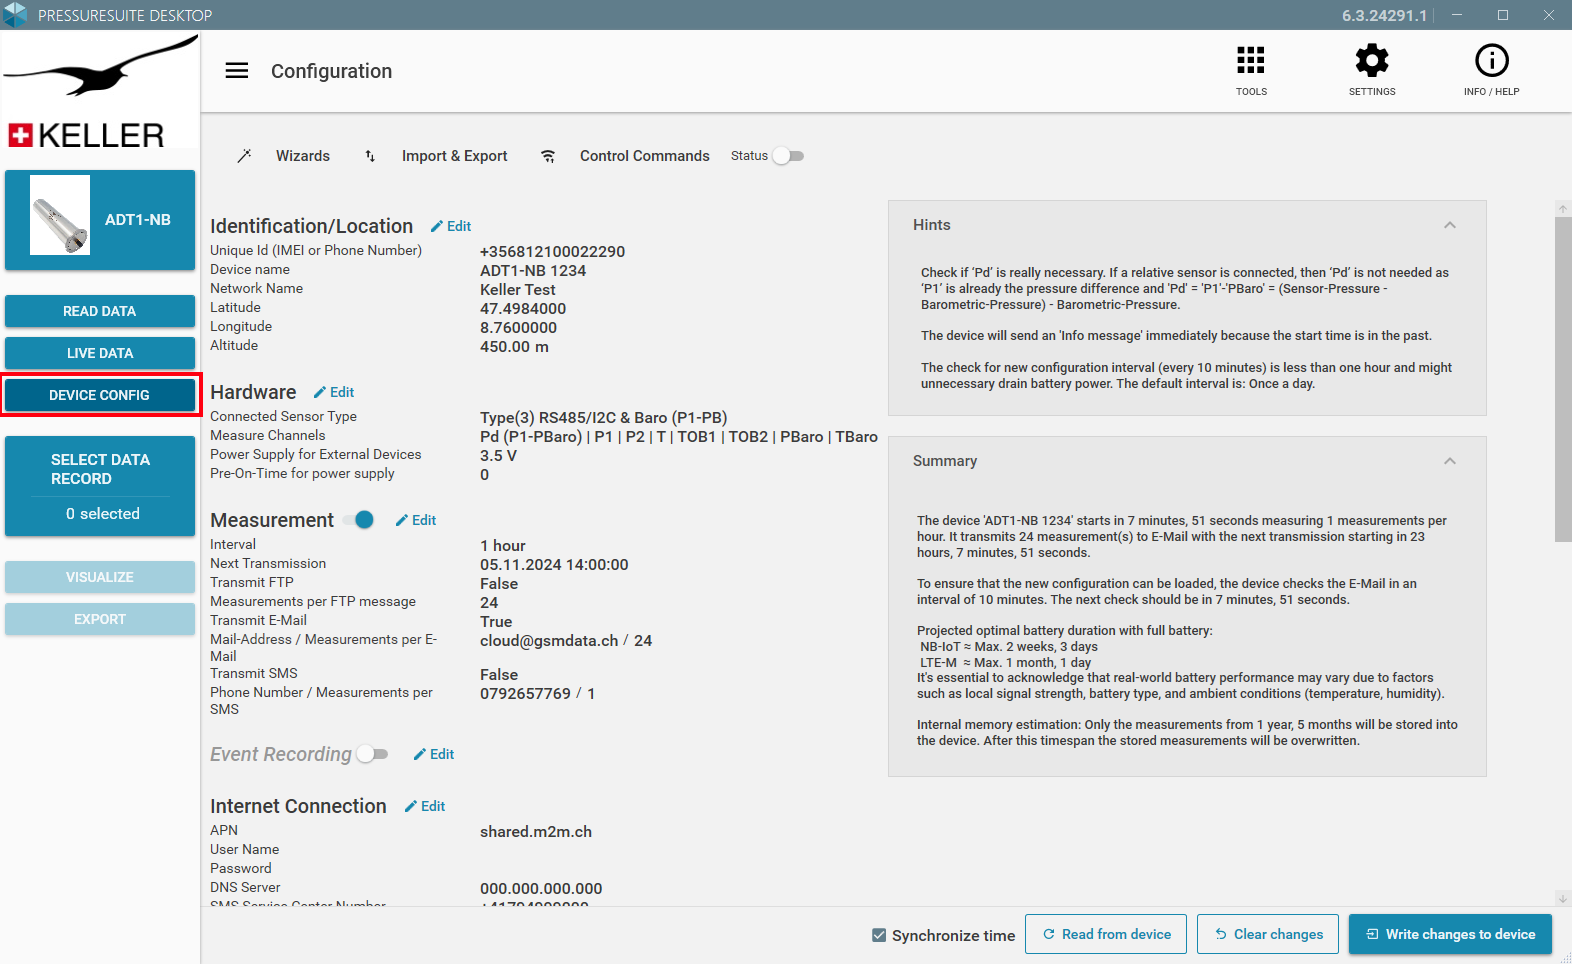 PRESSURESUITE DESKTOP
6.3.24291.1
KELLER
Configuration
TOOLS
SETTINGS
INFO / HELP
ADT1-NB
READ DATA
LIVE DATA
DEVICE CONFIG
SELECT DATA
RECORD
0 selected
VISUALIZE
EXPORT
Wizards
Import & Export
Control Commands
Status
Identification/Location Edit
Unique Id (IMEI or Phone Number) +356812100022290
Device name ADT1-NB 1234
Network Name Keller Test
Latitude 47.4984000
Longitude 8.7600000
Altitude 450.00 m
Hardware Edit
Connected Sensor Type Type(3) RS485/I2C & Baro (P1-PB)
Measure Channels Pd (P1-PBaro) | P1 | P2 | T | TOB1 | TOB2 | PBaro | TBaro
Power Supply for External Devices 3.5 V
Pre-On-Time for power supply 0
Measurement Edit
Interval 1 hour
Next Transmission 05.11.2024 14:00:00
Transmit FTP False
Measurements per FTP message 24
Transmit E-Mail True
Mail-Address / Measurements per E- cloud@gsmdata.ch / 24
Mail
Transmit SMS False
Phone Number / Measurements per 0792657769 / 1
SMS
Event Recording Edit
Internet Connection Edit
APN shared.m2m.ch
User Name
Password
DNS Server 000.000.000.000
SMS Service Center Number
Hints
Check if ‘Pd’ is really necessary. If a relative sensor is connected, then ‘Pd’ is not needed as
‘P1’ is already the pressure difference and 'Pd' = 'P1'-'PBaro' = (Sensor-Pressure -
Barometric-Pressure) - Barometric-Pressure.
The device will send an 'Info message' immediately because the start time is in the past.
The check for new configuration interval (every 10 minutes) is less than one hour and might
unnecessary drain battery power. The default interval is: Once a day.
Summary
The device 'ADT1-NB 1234' starts in 7 minutes, 51 seconds measuring 1 measurements per
hour. It transmits 24 measurement(s) to E-Mail with the next transmission starting in 23
hours, 7 minutes, 51 seconds.
To ensure that the new configuration can be loaded, the device checks the E-Mail in an
interval of 10 minutes. The next check should be in 7 minutes, 51 seconds.
Projected optimal battery duration with full battery:
NB-IoT ≈ Max. 2 weeks, 3 days
LTE-M ≈ Max. 1 month, 1 day
It's essential to acknowledge that real-world battery performance may vary due to factors
such as local signal strength, battery type, and ambient conditions (temperature, humidity).
Internal memory estimation: Only the measurements from 1 year, 5 months will be stored into
the device. After this timespan the stored measurements will be overwritten.
Synchronize time
Read from device
Clear changes
Write changes to device